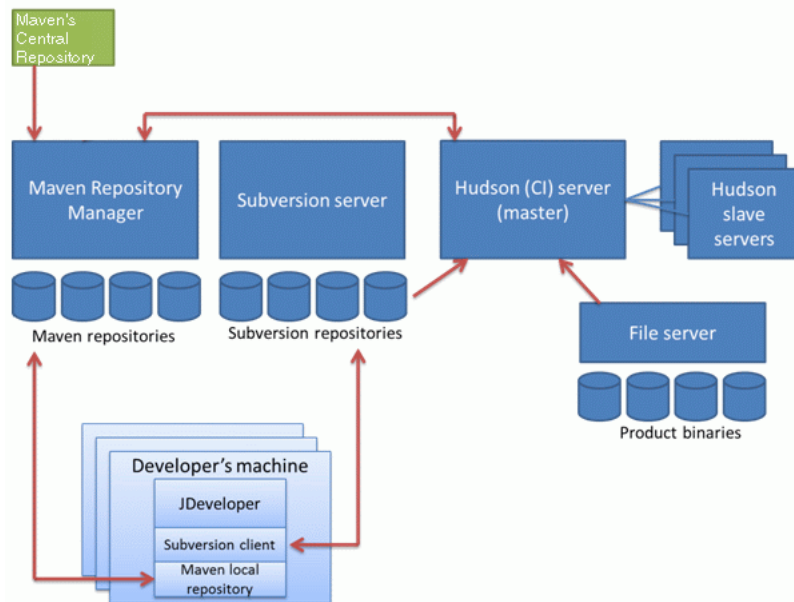 Maven's
Central
Repository
Maven Repository
Manager
Subversion server
Hudson (CI) server
(master)
Hudson
slave
servers
Maven repositories
Subversion repositories
File server
Product binaries
Developer's machine
JDeveloper
Subversion client
Maven local
repository